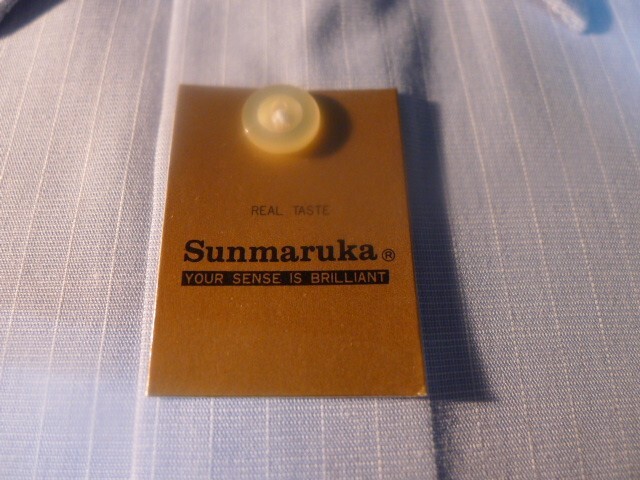 REAL TASTE
Sunmaruka®
YOUR SENSE IS BRILLIANT